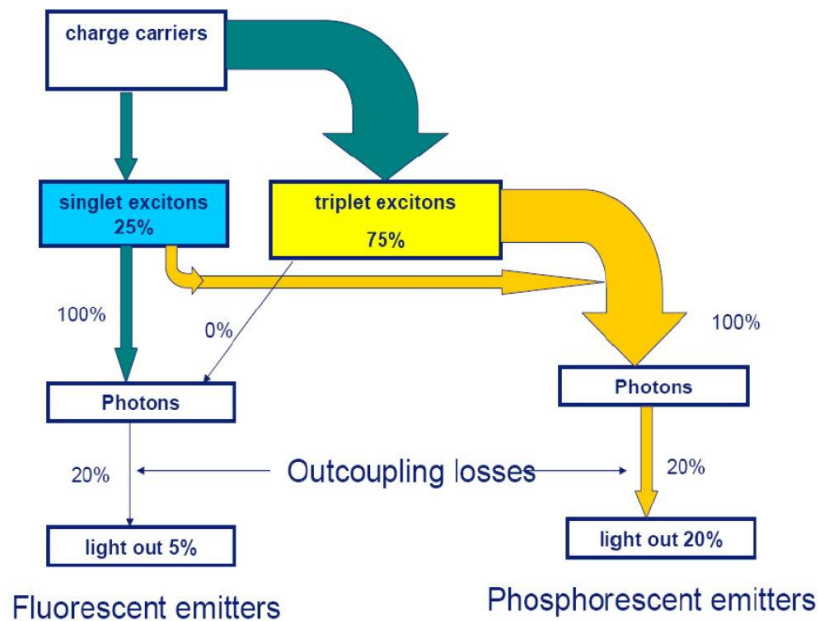 charge carriers
singlet excitons
25%
triplet excitons
75%
100%
0%
100%
Photons
Photons
20%
Outcoupling losses
20%
light out 5%
light out 20%
Fluorescent emitters
Phosphorescent emitters